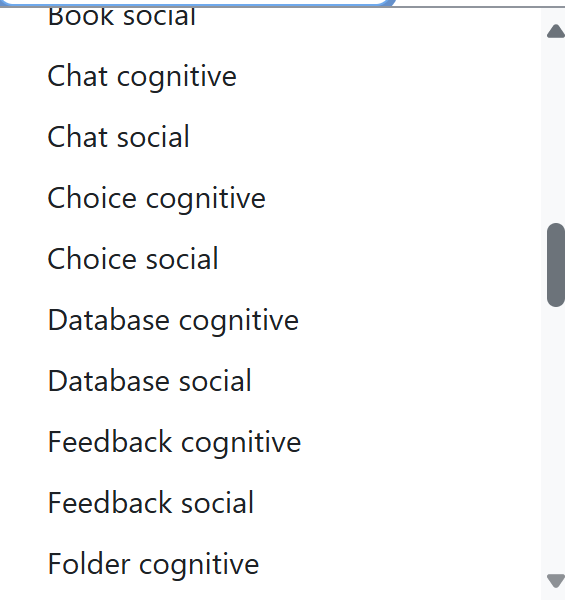 Book social
Chat cognitive
Chat social
Choice cognitive
Choice social
Database cognitive
Database social
Feedback cognitive
Feedback social
Folder cognitive